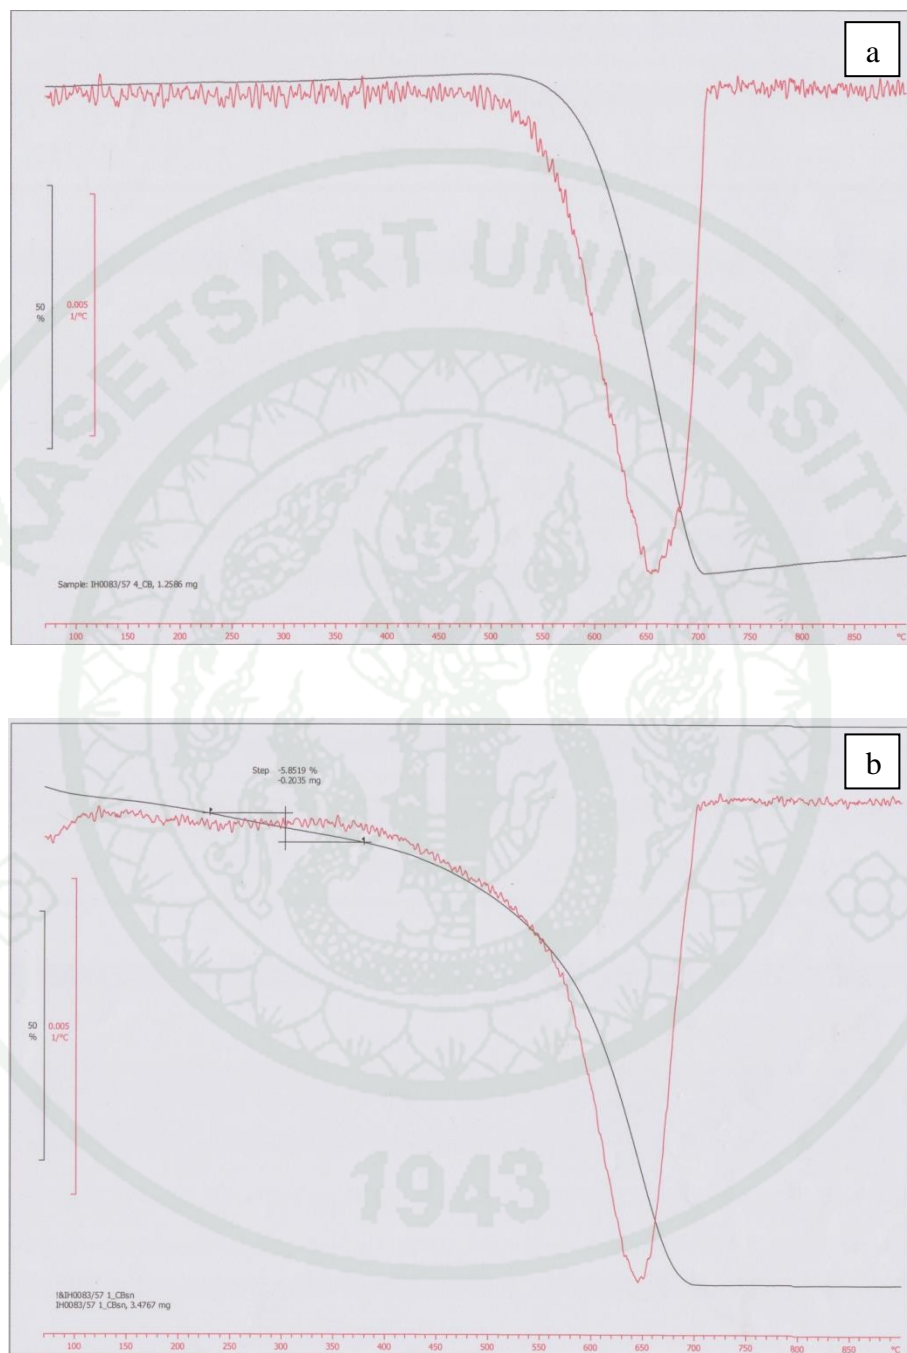 a
50
%
0.005
1/°C
Sample: IH0083/57 4_CB, 1.2586 mg
100 150 200 250 300 350 400 450 500 550 600 650 700 750 800 850 °C
KASETSART UNIVERSITY
b
Step -5.8519 %
-0.2035 mg
50
%
0.005
1/°C
1943
!&IH0083/57 1_CBsn
IH0083/57 1_CBsn, 3.4767 mg
100 150 200 250 300 350 400 450 500 550 600 650 700 750 800 850 °C